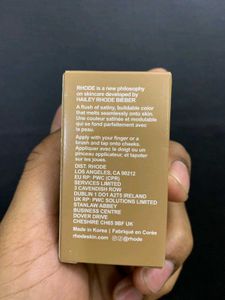 RHODE is a new philosophy
on skincare developed by
HAILEY RHODE BIEBER
A flush of satiny, buildable color
that melts seamlessly onto skin.
Une couleur satinée et modulable
qui se fond parfaitement avec
la peau.
Apply with your finger or a
brush and tap onto cheeks.
Appliquer avec le doigt ou un
pinceau applicateur, et tapoter
sur les joues.
DIST. RHODE
LOS ANGELES, CA 90212
EU RP: PWC (CPR)
SERVICES LIMITED
3 CAVENDISH ROW
DUBLIN 1 DO1 A2T5 IRELAND
UK RP: PWC SOLUTIONS LIMITED
STANLAW ABBEY
BUSINESS CENTRE
DOVER DRIVE
CHESHIRE CH65 9BF UK
Made in Korea | Fabriqué en Corée
rhodeskin.com @rhode